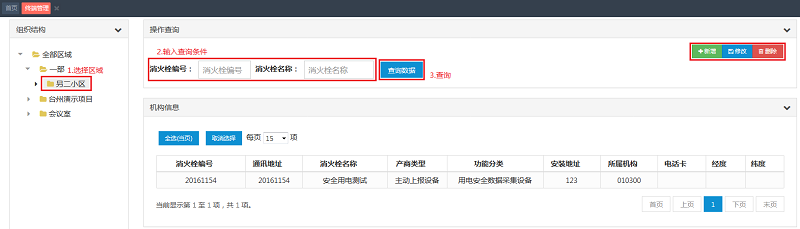 首页 终端管理
组织结构
全部区域
一部 1.选择区域
另二小区
台州演示项目
会议室
操作查询
新增 修改 删除
2.输入查询条件
消火栓编号： 消火栓编号 消火栓名称： 消火栓名称 查询数据
3.查询
机构信息
全选(当页) 取消选择 每页 15 项
消火栓编号 通讯地址 消火栓名称 产商类型 功能分类 安装地址 所属机构 电话卡 经度 纬度
20161154 20161154 安全用电测试 主动上报设备 用电安全数据采集设备 123 010300
当前显示第 1 至 1 项，共 1 项。
首页 上页 1 下页 末页